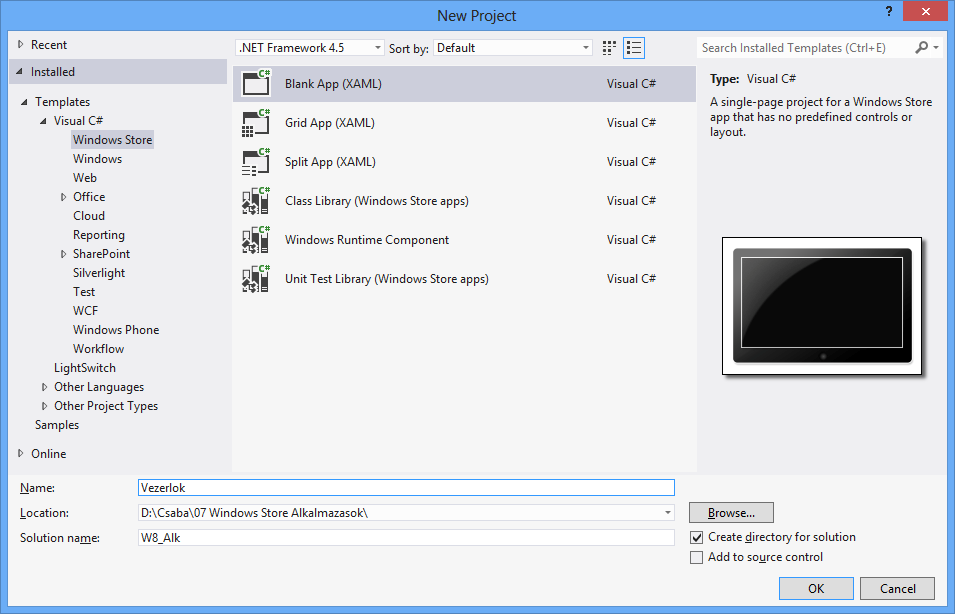 New Project
?
Recent
Installed
Templates
Visual C#
Windows Store
Windows
Web
Office
Cloud
Reporting
SharePoint
Silverlight
Test
WCF
Windows Phone
Workflow
LightSwitch
Other Languages
Other Project Types
Samples
Online
.NET Framework 4.5 Sort by: Default
C# Blank App (XAML) Visual C#
C# Grid App (XAML) Visual C#
C# Split App (XAML) Visual C#
C# Class Library (Windows Store apps) Visual C#
C# Windows Runtime Component Visual C#
C# Unit Test Library (Windows Store apps) Visual C#
Search Installed Templates (Ctrl+E)
Type: Visual C#
A single-page project for a Windows Store
app that has no predefined controls or
layout.
Name: Vezerlok
Location: D:\Csaba\07 Windows Store Alkalmazasok\ Browse...
Solution name: W8_Alk
Create directory for solution
Add to source control
OK Cancel